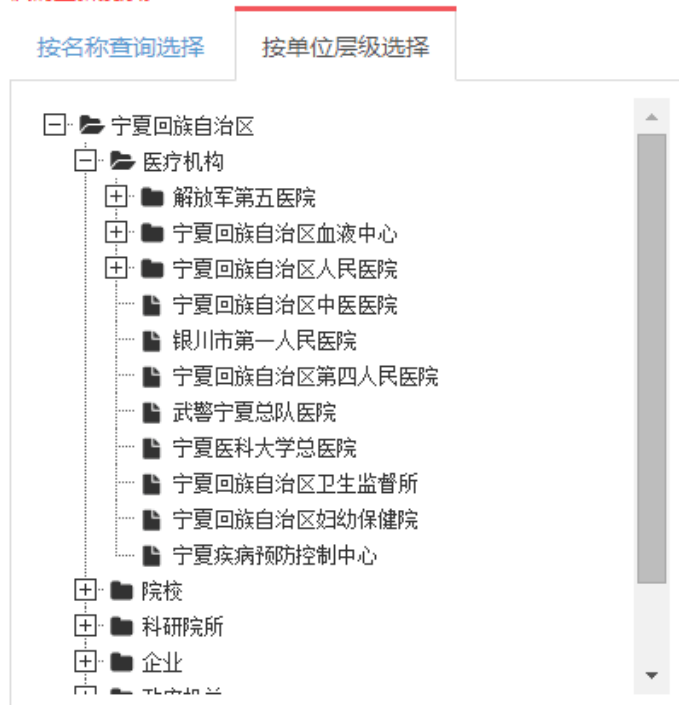 按名称查询选择 按单位层级选择
宁夏回族自治区
医疗机构
解放军第五医院
宁夏回族自治区血液中心
宁夏回族自治区人民医院
宁夏回族自治区中医医院
银川市第一人民医院
宁夏回族自治区第四人民医院
武警宁夏总队医院
宁夏医科大学总医院
宁夏回族自治区卫生监督所
宁夏回族自治区妇幼保健院
宁夏疾病预防控制中心
院校
科研院所
企业